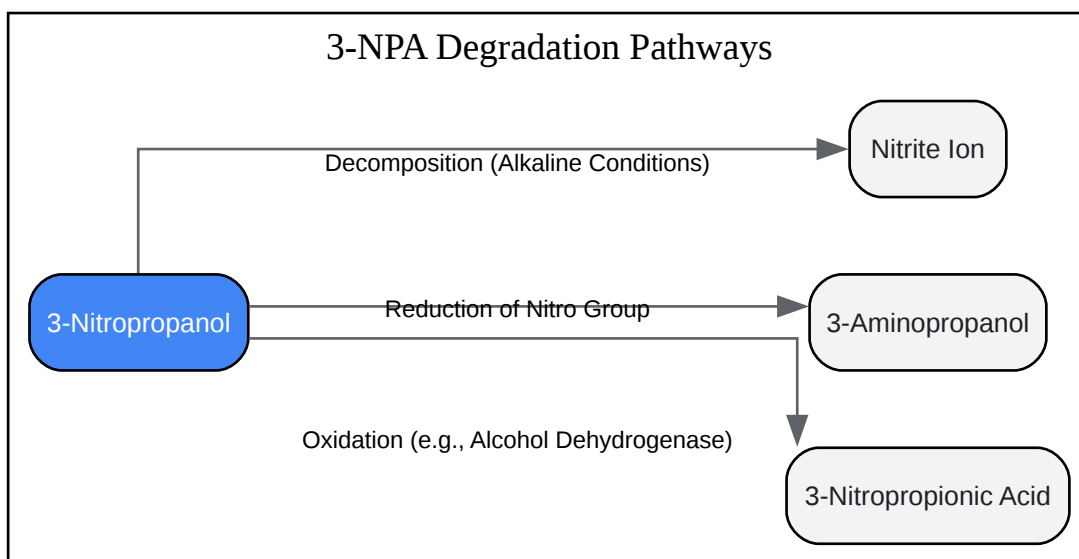 3-NPA Degradation Pathways
Nitrite Ion
Decomposition (Alkaline Conditions)
3-Nitropropanol
Reduction of Nitro Group
3-Aminopropanol
Oxidation (e.g., Alcohol Dehydrogenase)
3-Nitropropionic Acid